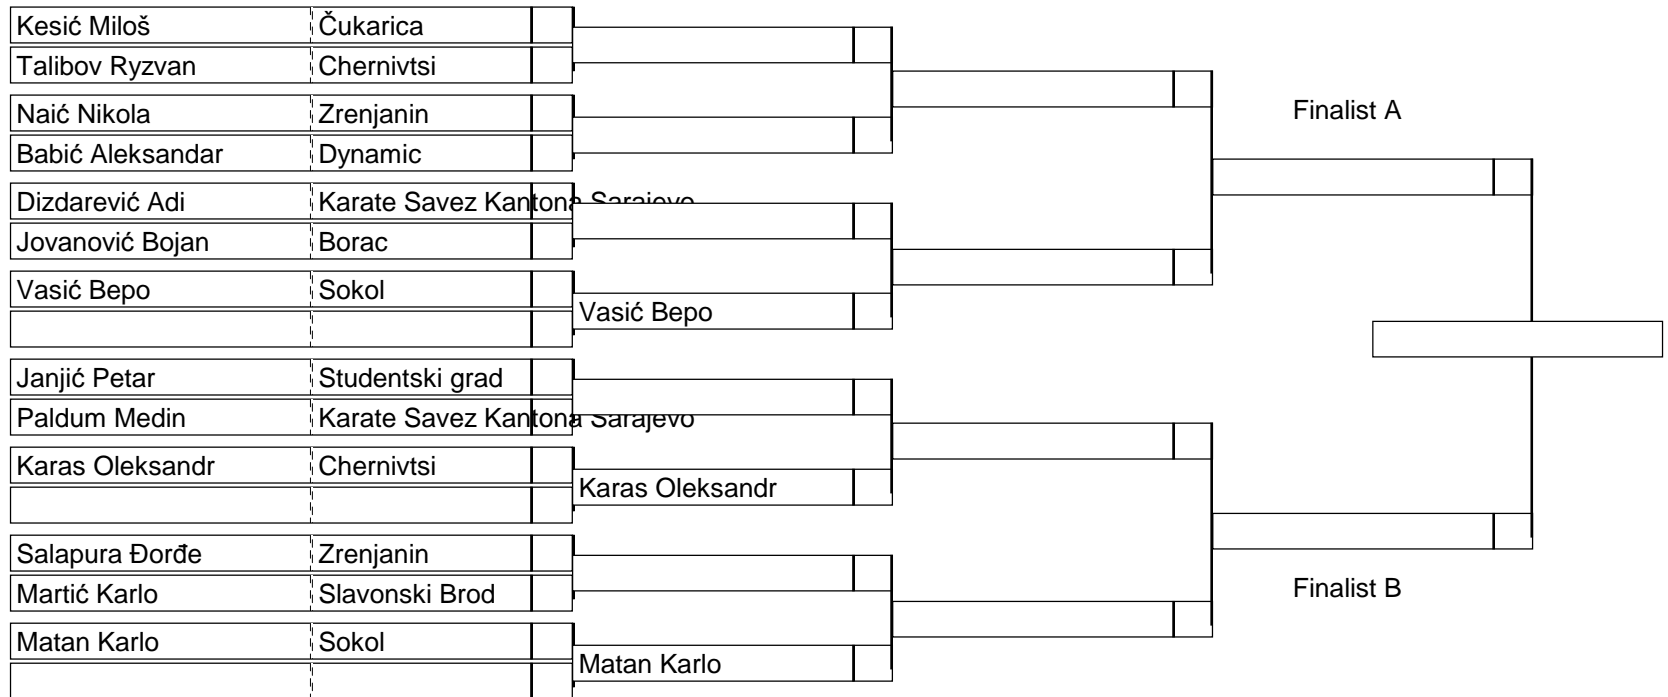 Kesić Miloš Čukarica
Talibov Ryzvan Chernivtsi
Naić Nikola Zrenjanin
Babić Aleksandar Dynamic
Dizdarević Adi Karate Savez Kantona Sarajevo
Jovanović Bojan Borac
Vasić Bepo Sokol
Vasić Bepo
Janjić Petar Studentski grad
Paldum Medin Karate Savez Kantona Sarajevo
Karas Oleksandr Chernivtsi
Karas Oleksandr
Salapura Đorđe Zrenjanin
Martić Karlo Slavonski Brod
Matan Karlo Sokol
Matan Karlo
Finalist A
Finalist B